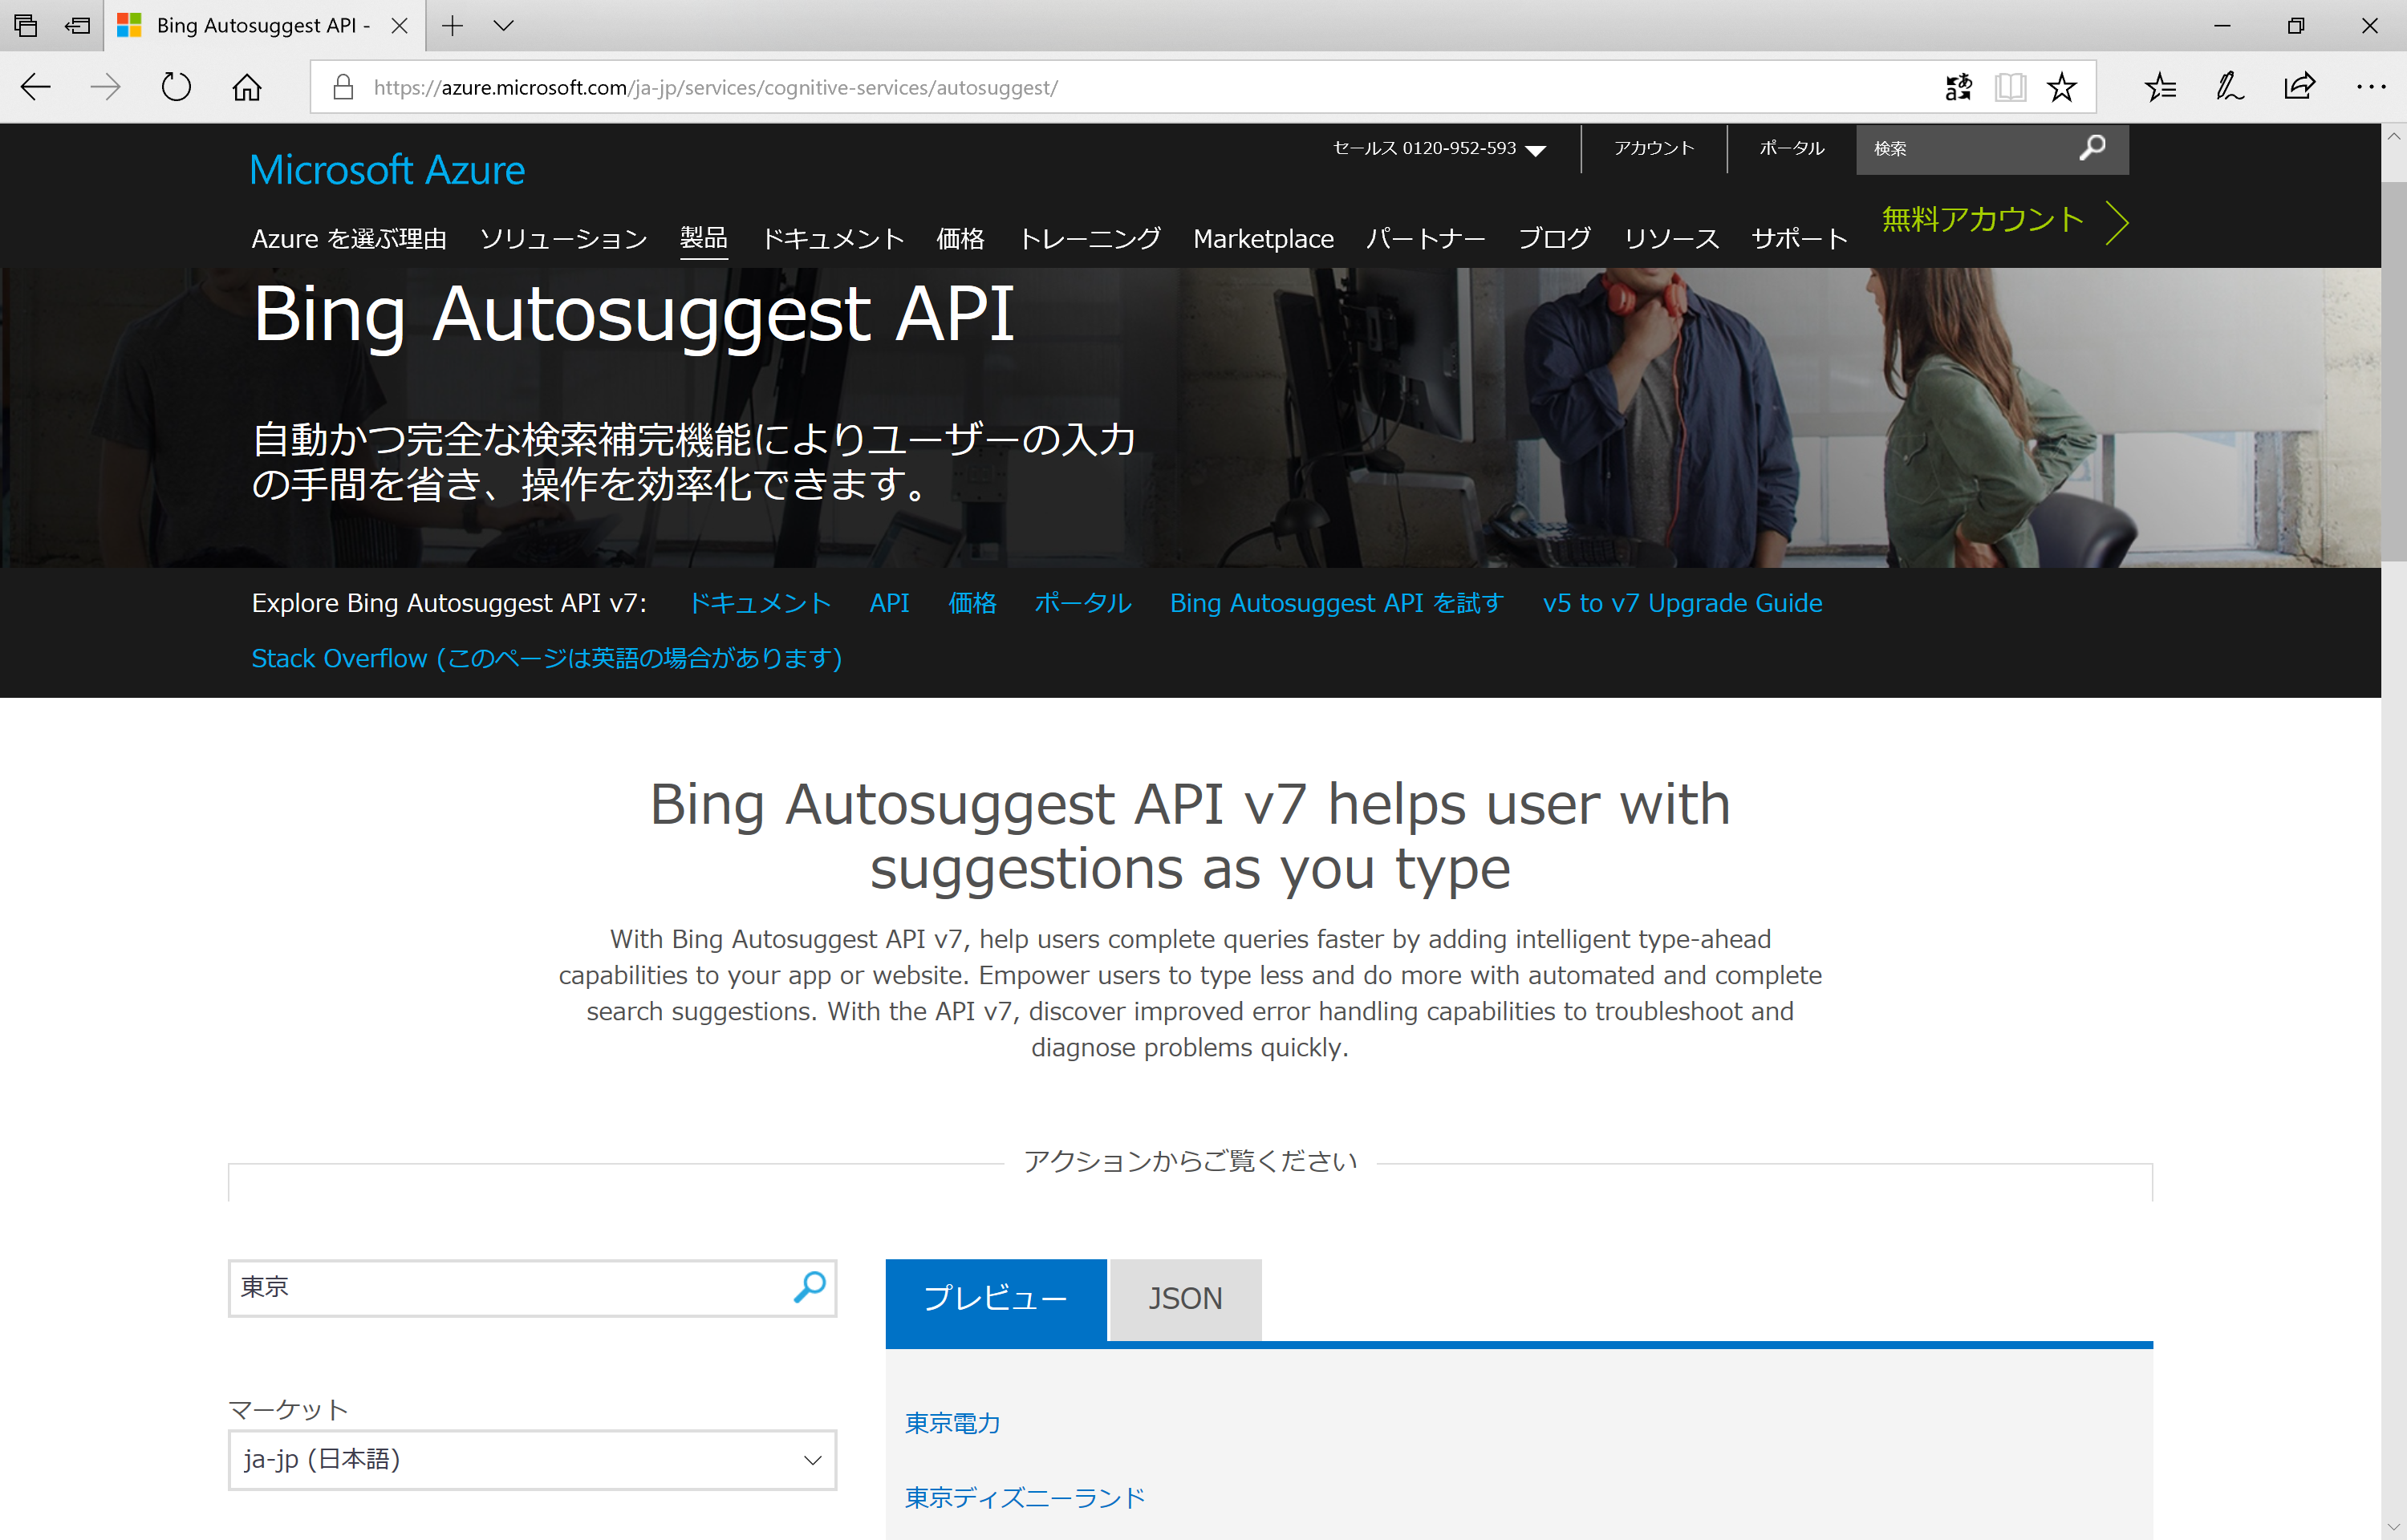 Bing Autosuggest API -
https://azure.microsoft.com/ja-jp/services/cognitive-services/autosuggest/
セールス 0120-952-593
アカウント
ポータル
検索
Microsoft Azure
無料アカウント
Azure を選ぶ理由 ソリューション 製品 ドキュメント 価格 トレーニング Marketplace パートナー ブログ リソース サポート
Bing Autosuggest API
自動かつ完全な検索補完機能によりユーザーの入力
の手間を省き、操作を効率化できます。
Explore Bing Autosuggest API v7: ドキュメント API 価格 ポータル Bing Autosuggest API を試す v5 to v7 Upgrade Guide
Stack Overflow (このページは英語の場合があります)
Bing Autosuggest API v7 helps user with
suggestions as you type
With Bing Autosuggest API v7, help users complete queries faster by adding intelligent type-ahead
capabilities to your app or website. Empower users to type less and do more with automated and complete
search suggestions. With the API v7, discover improved error handling capabilities to troubleshoot and
diagnose problems quickly.
アクションからご覧ください
東京
プレビュー
JSON
マーケット
ja-jp (日本語)
東京電力
東京ディズニーランド